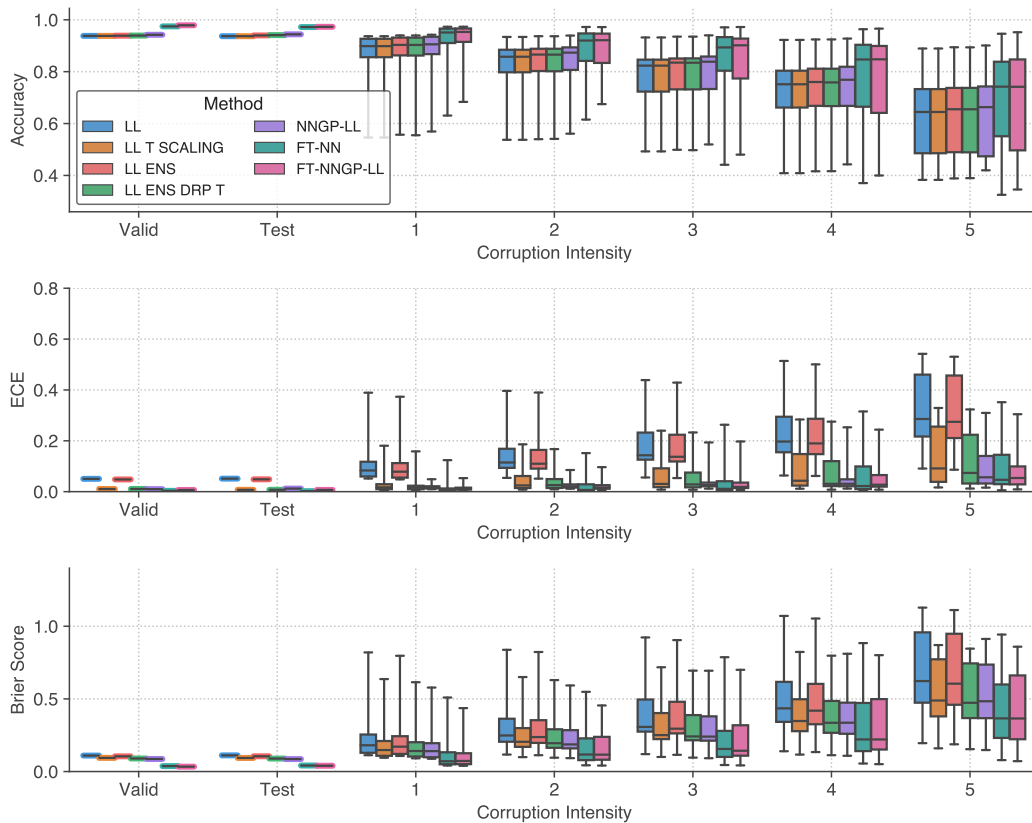 1.0
0.8
0.6
0.4
Accuracy
Method
LL
LL T SCALING
LL ENS
LL ENS DRP T
NNGP-LL
FT-NN
FT-NNGP-LL
Valid Test 1 2 3 4 5
Corruption Intensity
0.8
0.6
0.4
0.2
0.0
ECE
Valid Test 1 2 3 4 5
Corruption Intensity
1.0
0.5
0.0
Brier Score
Valid Test 1 2 3 4 5
Corruption Intensity